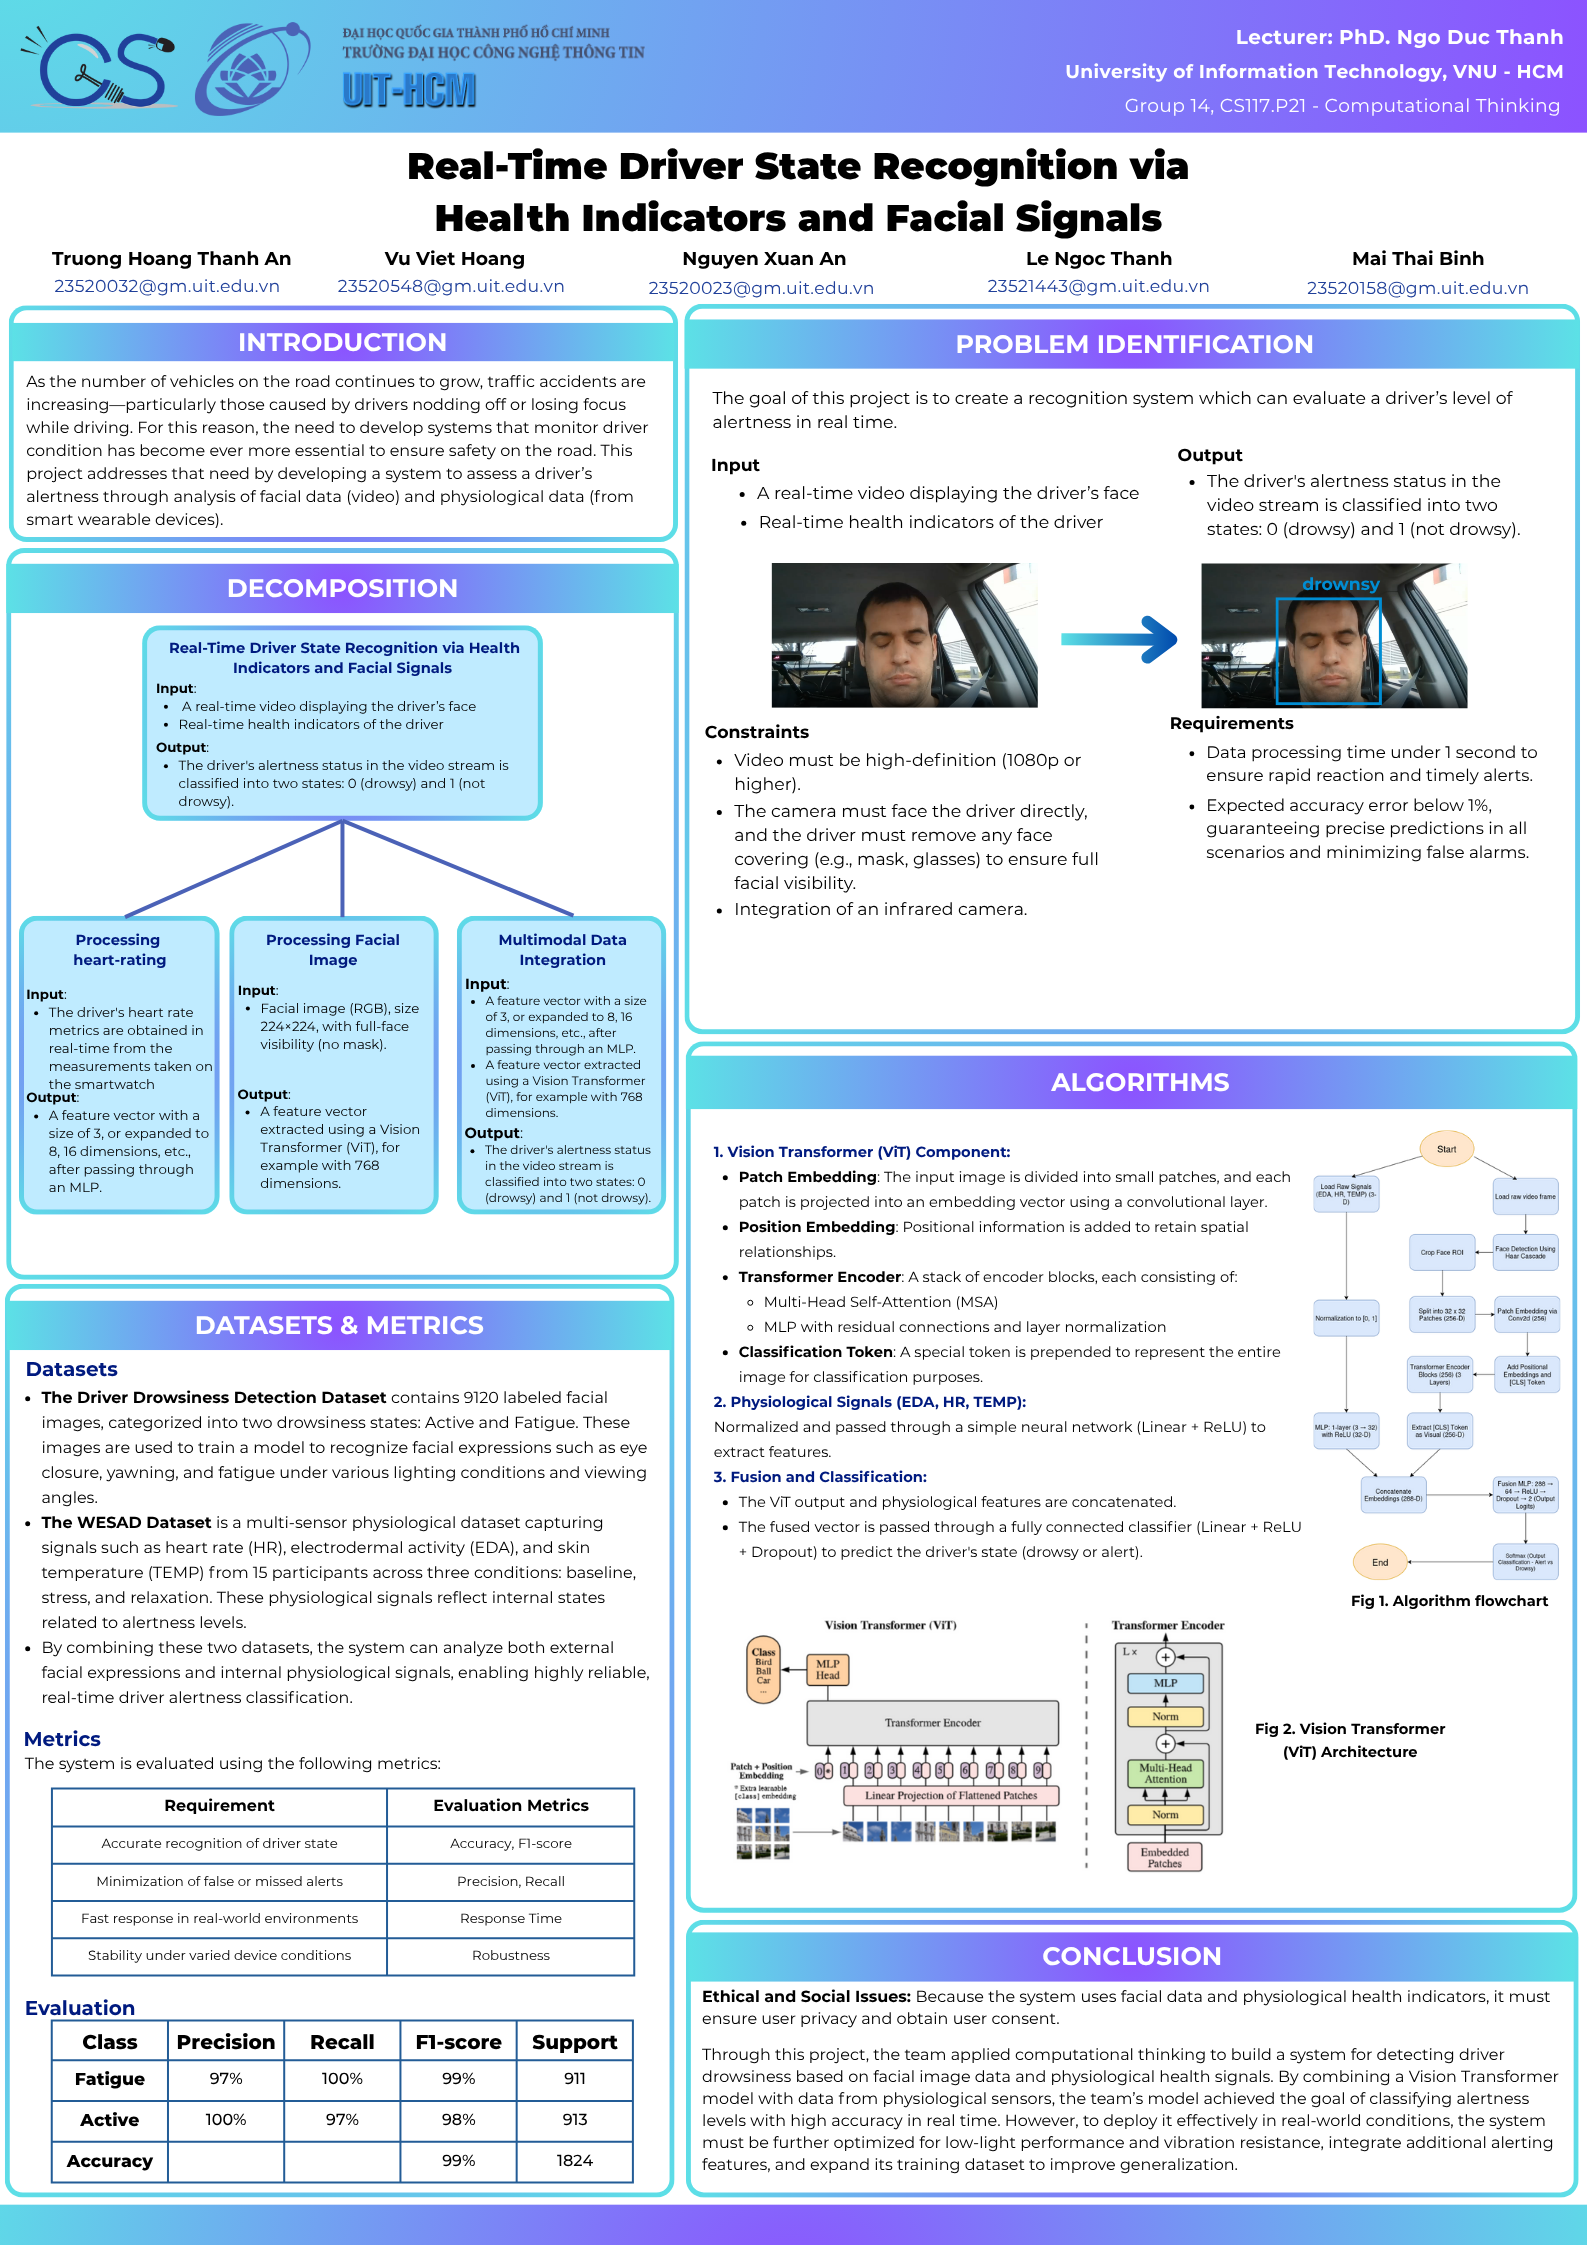 CS
ĐẠI HỌC QUỐC GIA THÀNH PHỐ HỒ CHÍ MINH
TRƯỜNG ĐẠI HỌC CÔNG NGHỆ THÔNG TIN
UIT-HCM
Lecturer: PhD. Ngo Duc Thanh
University of Information Technology, VNU - HCM
Group 14, CS117.P21 - Computational Thinking
Real-Time Driver State Recognition via
Health Indicators and Facial Signals
Truong Hoang Thanh An
23520032@gm.uit.edu.vn
Vu Viet Hoang
23520548@gm.uit.edu.vn
Nguyen Xuan An
23520023@gm.uit.edu.vn
Le Ngoc Thanh
23521443@gm.uit.edu.vn
Mai Thai Binh
23520158@gm.uit.edu.vn
INTRODUCTION
As the number of vehicles on the road continues to grow, traffic accidents are
increasing—particularly those caused by drivers nodding off or losing focus
while driving. For this reason, the need to develop systems that monitor driver
condition has become ever more essential to ensure safety on the road. This
project addresses that need by developing a system to assess a driver's
alertness through analysis of facial data (video) and physiological data (from
smart wearable devices).
DECOMPOSITION
Real-Time Driver State Recognition via Health
Indicators and Facial Signals
Input:
• A real-time video displaying the driver's face
• Real-time health indicators of the driver
Output:
• The driver's alertness status in the video stream is
classified into two states: 0 (drowsy) and 1 (not
drowsy).
Processing
heart-rating
Input:
• The driver's heart rate
metrics are obtained in
real-time from the
measurements taken on
the smartwatch
Output:
• A feature vector with a
size of 3, or expanded to
8, 16 dimensions, etc.,
after passing through
an MLP.
Processing Facial
Image
Input:
• Facial image (RGB), size
224×224, with full-face
visibility (no mask).
Output:
• A feature vector
extracted using a Vision
Transformer (ViT), for
example with 768
dimensions.
Multimodal Data
Integration
Input:
• A feature vector with a size
of 3, or expanded to 8, 16
dimensions, etc., after
passing through an MLP.
• A feature vector extracted
using a Vision Transformer
(ViT), for example with 768
dimensions.
Output:
• The driver's alertness status
in the video stream is
classified into two states: 0
(drowsy) and 1 (not drowsy).
DATASETS & METRICS
Datasets
• The Driver Drowsiness Detection Dataset contains 9120 labeled facial
images, categorized into two drowsiness states: Active and Fatigue. These
images are used to train a model to recognize facial expressions such as eye
closure, yawning, and fatigue under various lighting conditions and viewing
angles.
• The WESAD Dataset is a multi-sensor physiological dataset capturing
signals such as heart rate (HR), electrodermal activity (EDA), and skin
temperature (TEMP) from 15 participants across three conditions: baseline,
stress, and relaxation. These physiological signals reflect internal states
related to alertness levels.
• By combining these two datasets, the system can analyze both external
facial expressions and internal physiological signals, enabling highly reliable,
real-time driver alertness classification.
Metrics
The system is evaluated using the following metrics:
Requirement Evaluation Metrics
Accurate recognition of driver state Accuracy, F1-score
Minimization of false or missed alerts Precision, Recall
Fast response in real-world environments Response Time
Stability under varied device conditions Robustness
Evaluation
Class Precision Recall F1-score Support
Fatigue 97% 100% 99% 911
Active 100% 97% 98% 913
Accuracy 99% 1824
PROBLEM IDENTIFICATION
The goal of this project is to create a recognition system which can evaluate a driver's level of
alertness in real time.
Input
• A real-time video displaying the driver's face
• Real-time health indicators of the driver
Output
• The driver's alertness status in the
video stream is classified into two
states: 0 (drowsy) and 1 (not drowsy).
drownsy
Constraints
• Video must be high-definition (1080p or
higher).
• The camera must face the driver directly,
and the driver must remove any face
covering (e.g., mask, glasses) to ensure full
facial visibility.
• Integration of an infrared camera.
Requirements
• Data processing time under 1 second to
ensure rapid reaction and timely alerts.
• Expected accuracy error below 1%,
guaranteeing precise predictions in all
scenarios and minimizing false alarms.
ALGORITHMS
1. Vision Transformer (ViT) Component:
• Patch Embedding: The input image is divided into small patches, and each
patch is projected into an embedding vector using a convolutional layer.
• Position Embedding: Positional information is added to retain spatial
relationships.
• Transformer Encoder: A stack of encoder blocks, each consisting of:
◦ Multi-Head Self-Attention (MSA)
◦ MLP with residual connections and layer normalization
• Classification Token: A special token is prepended to represent the entire
image for classification purposes.
2. Physiological Signals (EDA, HR, TEMP):
Normalized and passed through a simple neural network (Linear + ReLU) to
extract features.
3. Fusion and Classification:
• The ViT output and physiological features are concatenated.
• The fused vector is passed through a fully connected classifier (Linear + ReLU
+ Dropout) to predict the driver's state (drowsy or alert).
Start
Load Raw Signals
(EDA, HR, TEMP) (3-
D)
Load raw video frame
Crop Face ROI
Face Detection Using
Haar Cascade
Normalization to [0, 1]
Split into 32 x 32
Patches (256-D)
Patch Embedding via
Conv2d (256)
Transformer Encoder
Blocks (256) (3
Layers)
Add Positional
Embeddings and
[CLS] Token
MLP: 1-layer (3 → 32)
with ReLU (32-D)
Extract [CLS] Token
as Visual (256-D)
Concatenate
Embeddings (288-D)
Fusion MLP: 288 →
64 → ReLU →
Dropout → 2 (Output
Logits)
End
Softmax (Output
Classification - Alert vs
Drowsy)
Fig 1. Algorithm flowchart
Vision Transformer (ViT)
Class
Bird
Ball
Car
...
MLP
Head
Transformer Encoder
Patch + Position
Embedding
* Extra learnable
[class] embedding
0 * 1 2 3 4 5 6 7 8 9
Linear Projection of Flattened Patches
Transformer Encoder
L x
+
MLP
Norm
+
Multi-Head
Attention
Norm
Embedded
Patches
Fig 2. Vision Transformer
(ViT) Architecture
CONCLUSION
Ethical and Social Issues: Because the system uses facial data and physiological health indicators, it must
ensure user privacy and obtain user consent.
Through this project, the team applied computational thinking to build a system for detecting driver
drowsiness based on facial image data and physiological health signals. By combining a Vision Transformer
model with data from physiological sensors, the team's model achieved the goal of classifying alertness
levels with high accuracy in real time. However, to deploy it effectively in real-world conditions, the system
must be further optimized for low-light performance and vibration resistance, integrate additional alerting
features, and expand its training dataset to improve generalization.